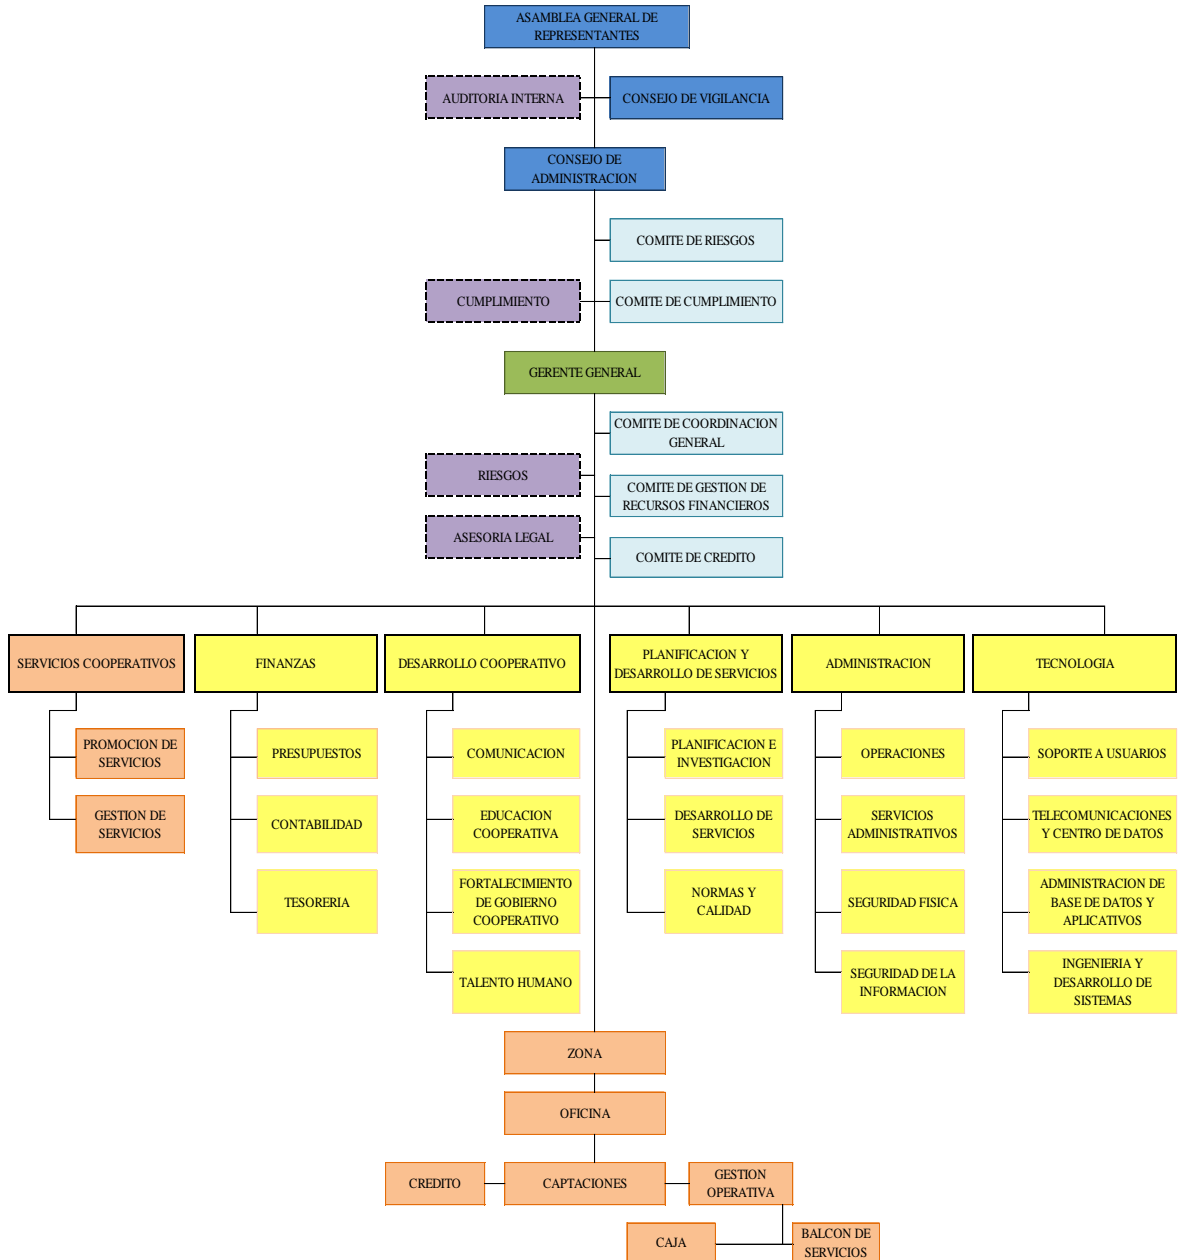 ASAMBLEA GENERAL DE
REPRESENTANTES
AUDITORIA INTERNA
CONSEJO DE VIGILANCIA
CONSEJO DE
ADMINISTRACION
COMITE DE RIESGOS
CUMPLIMIENTO
COMITE DE CUMPLIMIENTO
GERENTE GENERAL
COMITE DE COORDINACION
GENERAL
RIESGOS
COMITE DE GESTION DE
RECURSOS FINANCIEROS
ASESORIA LEGAL
COMITE DE CREDITO
SERVICIOS COOPERATIVOS
FINANZAS
DESARROLLO COOPERATIVO
PLANIFICACION Y
DESARROLLO DE SERVICIOS
ADMINISTRACION
TECNOLOGIA
PROMOCION DE
SERVICIOS
PRESUPUESTOS
COMUNICACION
PLANIFICACION E
INVESTIGACION
OPERACIONES
SOPORTE A USUARIOS
GESTION DE
SERVICIOS
CONTABILIDAD
EDUCACION
COOPERATIVA
DESARROLLO DE
SERVICIOS
SERVICIOS
ADMINISTRATIVOS
TELECOMUNICACIONES
Y CENTRO DE DATOS
TESORERIA
FORTALECIMIENTO
DE GOBIERNO
COOPERATIVO
NORMAS Y
CALIDAD
SEGURIDAD FISICA
ADMINISTRACION DE
BASE DE DATOS Y
APLICATIVOS
TALENTO HUMANO
SEGURIDAD DE LA
INFORMACION
INGENIERIA Y
DESARROLLO DE
SISTEMAS
ZONA
OFICINA
CREDITO
CAPTACIONES
GESTION
OPERATIVA
CAJA
BALCON DE
SERVICIOS